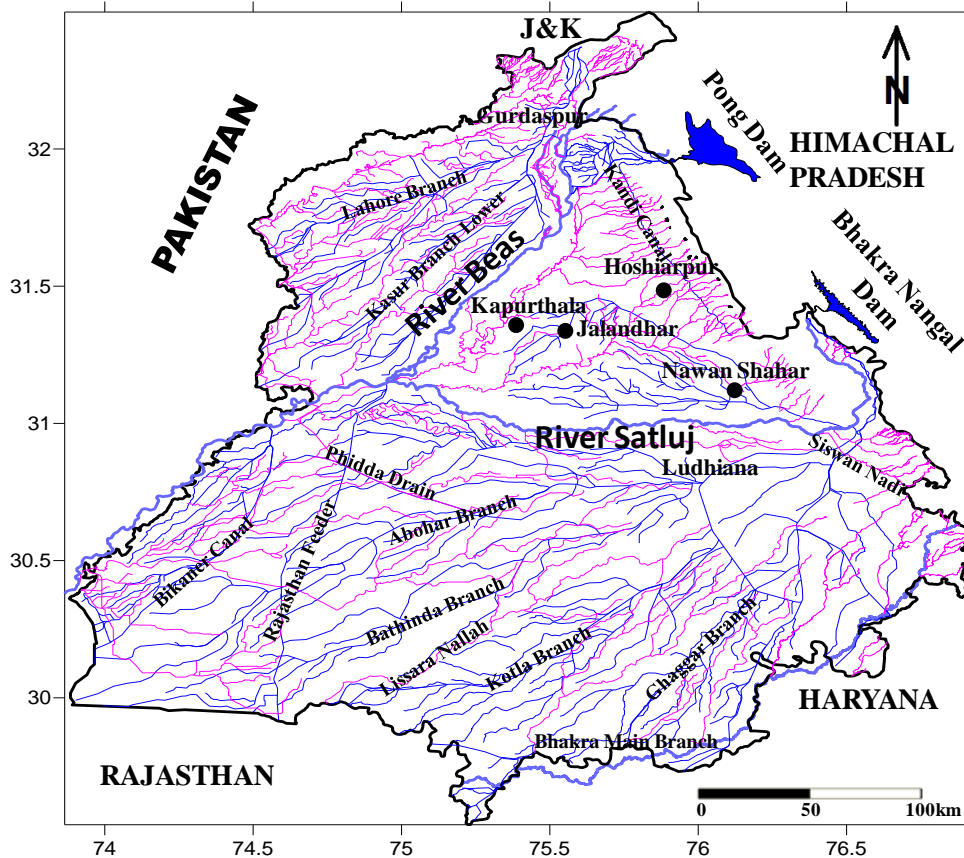 J&K
N
Pong Dam
Gurdaspur
32
HIMACHAL
PRADESH
PAKISTAN
Lahore Branch
Kandi Canal
Kasur Branch Lower
River Beas
Bhakra Nangal
Dam
Hoshiarpur
31.5
Kapurthala
Jalandhar
Nawan Shahar
31
River Satluj
Siswan Nadi
Phidda Drain
Ludhiana
Abohar Branch
30.5
Bikaner Canal
Rajasthan Feeder
Bathinda Branch
Lissara Nallah
Kotla Branch
Ghaggar Branch
30
HARYANA
Bhakra Main Branch
RAJASTHAN
0 50 100km
74 74.5 75 75.5 76 76.5